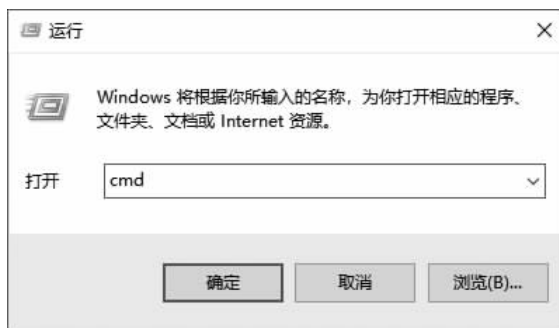 运行
Windows 将根据你所输入的名称，为你打开相应的程序、
文件夹、文档或 Internet 资源。
打开
cmd
确定
取消
浏览(B)...